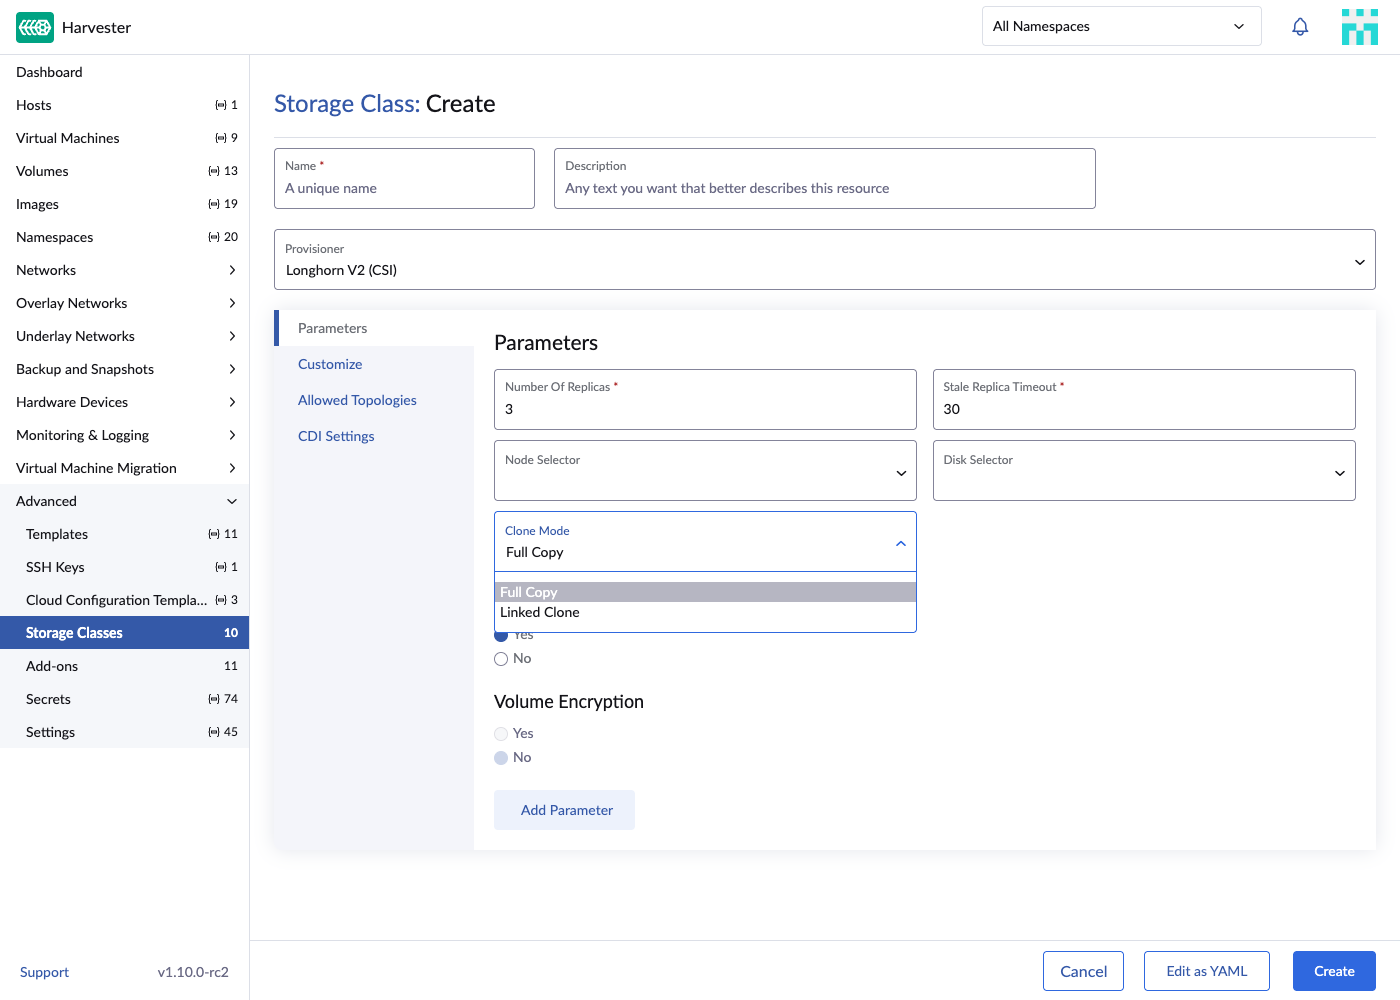 Harvester
All Namespaces
Dashboard
Hosts 1
Virtual Machines 9
Volumes 13
Images 19
Namespaces 20
Networks
Overlay Networks
Underlay Networks
Backup and Snapshots
Hardware Devices
Monitoring & Logging
Virtual Machine Migration
Advanced
Templates 11
SSH Keys 1
Cloud Configuration Templa... 3
Storage Classes 10
Add-ons 11
Secrets 74
Settings 45
Support v1.10.0-rc2
Storage Class: Create
Name *
A unique name
Description
Any text you want that better describes this resource
Provisioner
Longhorn V2 (CSI)
Parameters
Customize
Allowed Topologies
CDI Settings
Parameters
Number Of Replicas *
3
Stale Replica Timeout *
30
Node Selector
Disk Selector
Clone Mode
Full Copy
Full Copy
Linked Clone
Yes
No
Volume Encryption
Yes
No
Add Parameter
Cancel
Edit as YAML
Create